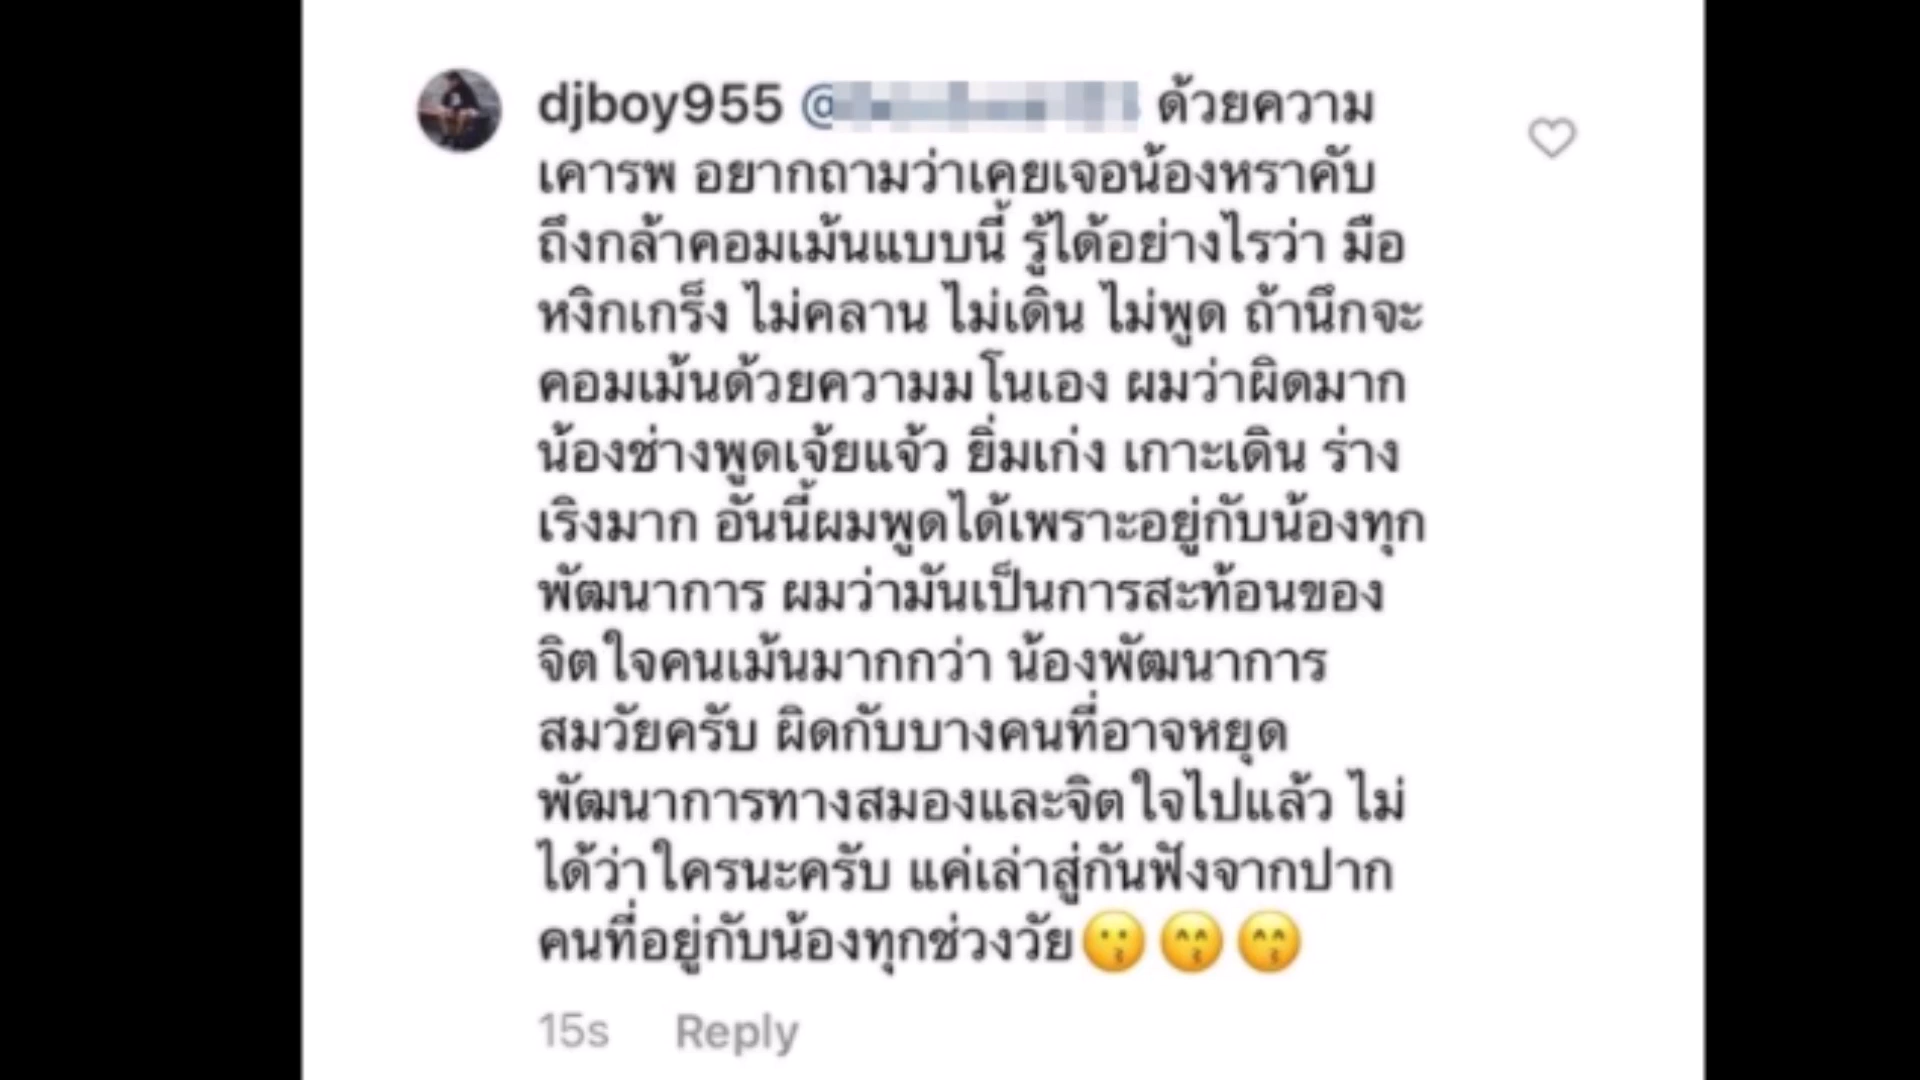 djboy955 @ ด้วยความ
เคารพ อยากถามว่าเคยเจอน้องหราคับ
ถึงกล้าคอมเม้นแบบนี้ รู้ได้อย่างไรว่า มือ
หงิกเกร็ง ไม่คลาน ไม่เดิน ไม่พูด ถ้านึกจะ
คอมเม้นด้วยความมโนเอง ผมว่าผิดมาก
น้องช่างพูดเจ้ยแจ้ว ยิ่มเก่ง เกาะเดิน ร่าง
เริงมาก อันนี้ผมพูดได้เพราะอยู่กับน้องทุก
พัฒนาการ ผมว่ามันเป็นการสะท้อนของ
จิตใจคนเม้นมากกว่า น้องพัฒนาการ
สมวัยครับ ผิดกับบางคนที่อาจหยุด
พัฒนาการทางสมองและจิตใจไปแล้ว ไม่
ได้ว่าใครนะครับ แค่เล่าสู่กันฟังจากปาก
คนที่อยู่กับน้องทุกช่วงวัย😗😙😙
15s Reply